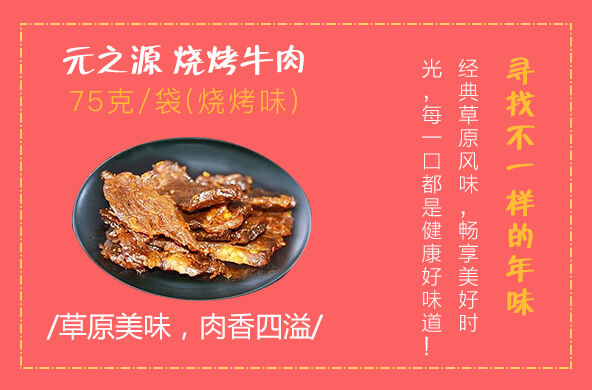 元之源 烧烤牛肉
75克/袋(烧烤味)
/草原美味，肉香四溢/
寻找不一样的年味
经典草原风味，畅享美好时
光，每一口都是健康好味道！